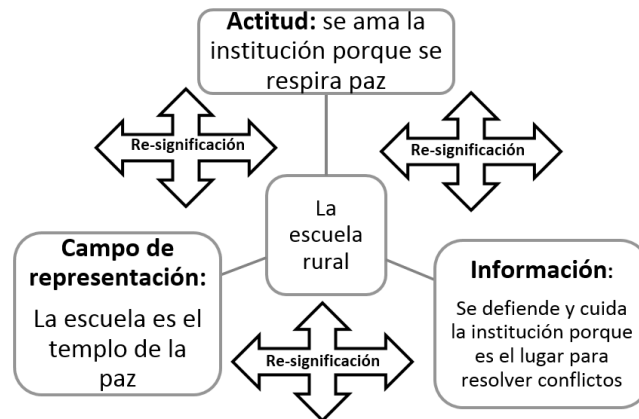 Actitud: se ama la
institución porque se
respira paz
Re-significación
Re-significación
La
escuela
rural
Campo de
representación:
La escuela es el
templo de la
paz
Información:
Se defiende y cuida
la institución porque
es el lugar para
resolver conflictos
Re-significación